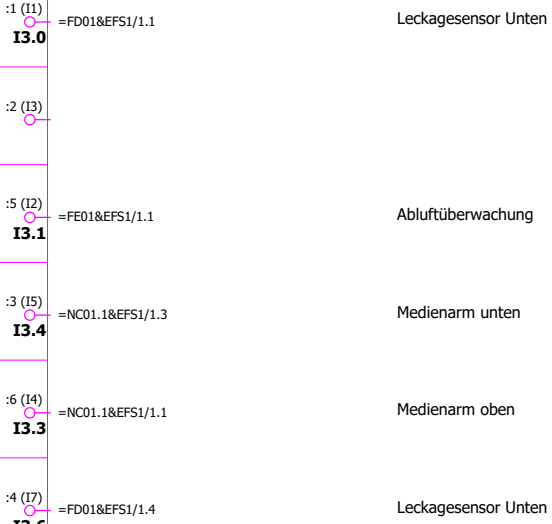 :1 (I1)
=FD01&EFS1/1.1 Leckagesensor Unten
I3.0
:2 (I3)
:5 (I2)
=FE01&EFS1/1.1 Abluftüberwachung
I3.1
:3 (I5)
=NC01.1&EFS1/1.3 Medienarm unten
I3.4
:6 (I4)
=NC01.1&EFS1/1.1 Medienarm oben
I3.3
:4 (I7)
=FD01&EFS1/1.4 Leckagesensor Unten